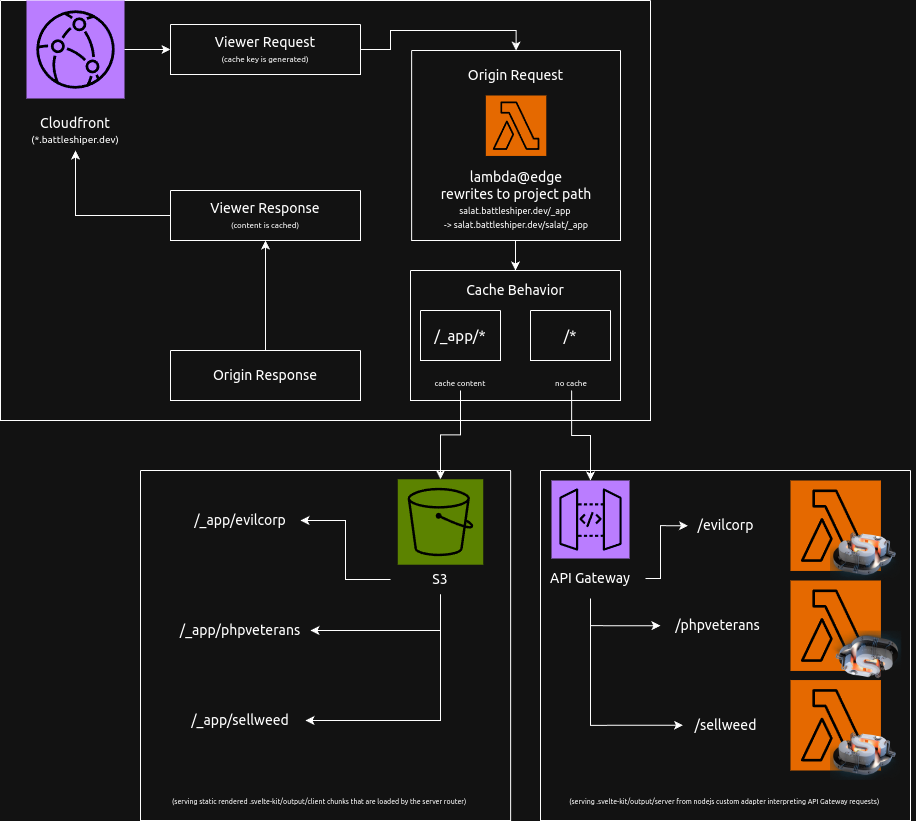 Viewer Request
(cache key is generated)
Cloudfront
(*.battleshiper.dev)
Origin Request
lambda@edge
rewrites to project path
salat.battleshiper.dev/_app
-> salat.battleshiper.dev/salat/_app
Viewer Response
(content is cached)
Origin Response
Cache Behavior
/_app/*
/*
cache content
no cache
/_app/evilcorp
S3
/_app/phpveterans
/_app/sellweed
(serving static rendered .svelte-kit/output/client chunks that are loaded by the server router)
</>
API Gateway
/evilcorp
/phpveterans
/sellweed
(serving .svelte-kit/output/server from nodejs custom adapter interpreting API Gateway requests)